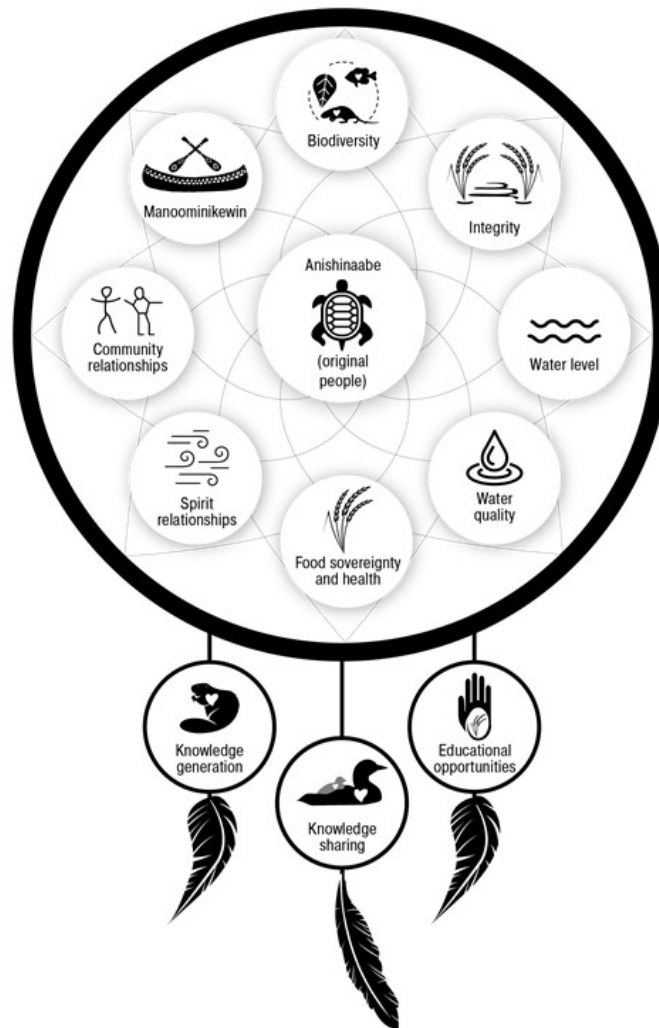 Biodiversity
Manoominikewin
Integrity
Anishinaabe
(original
people)
Community
relationships
Water level
Spirit
relationships
Water
quality
Food sovereignty
and health
Knowledge
generation
Educational
opportunities
Knowledge
sharing